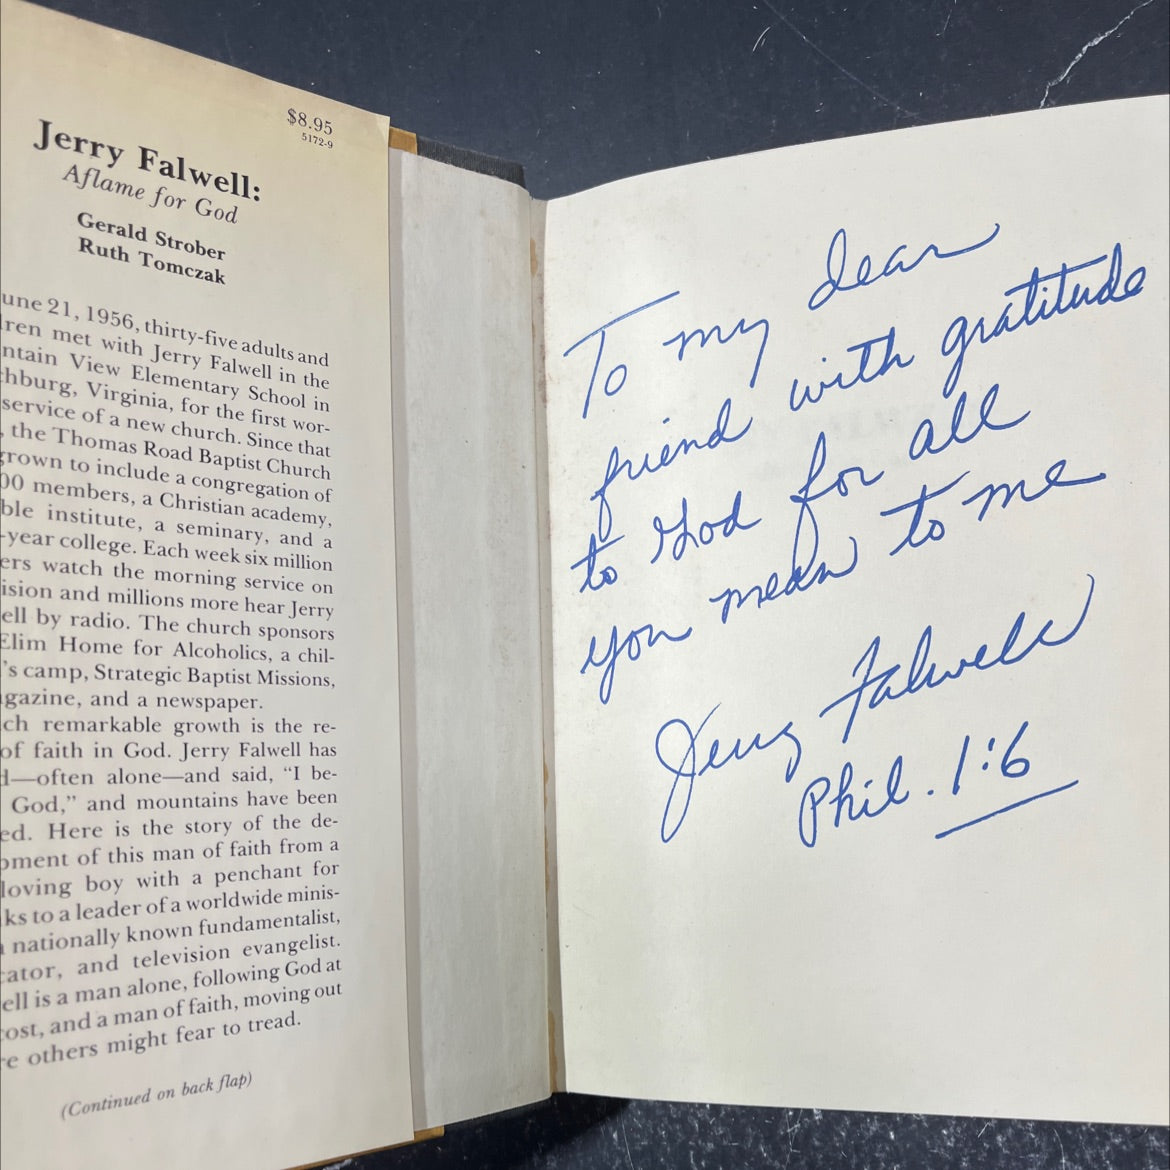 $8.95
5172-9
Jerry Falwell:
Aflame for God
Gerald Strober
Ruth Tomczak
une 21, 1956, thirty-five adults and
lren met with Jerry Falwell in the
ntain View Elementary School in
hburg, Virginia, for the first wor-
service of a new church. Since that
, the Thomas Road Baptist Church
grown to include a congregation of
00 members, a Christian academy,
ble institute, a seminary, and a
-year college. Each week six million
ers watch the morning service on
ision and millions more hear Jerry
ell by radio. The church sponsors
Elim Home for Alcoholics, a chil-
's camp, Strategic Baptist Missions,
gazine, and a newspaper.
ch remarkable growth is the re-
of faith in God. Jerry Falwell has
d—often alone—and said, “I be-
God,” and mountains have been
ed. Here is the story of the de-
pment of this man of faith from a
loving boy with a penchant for
ks to a leader of a worldwide minis-
a nationally known fundamentalist,
cator, and television evangelist.
ell is a man alone, following God at
cost, and a man of faith, moving out
re others might fear to tread.
(Continued on back flap)
To my dear
friend with gratitude
to God for all
you mean to me
Jerry Falwell
Phil. 1:6